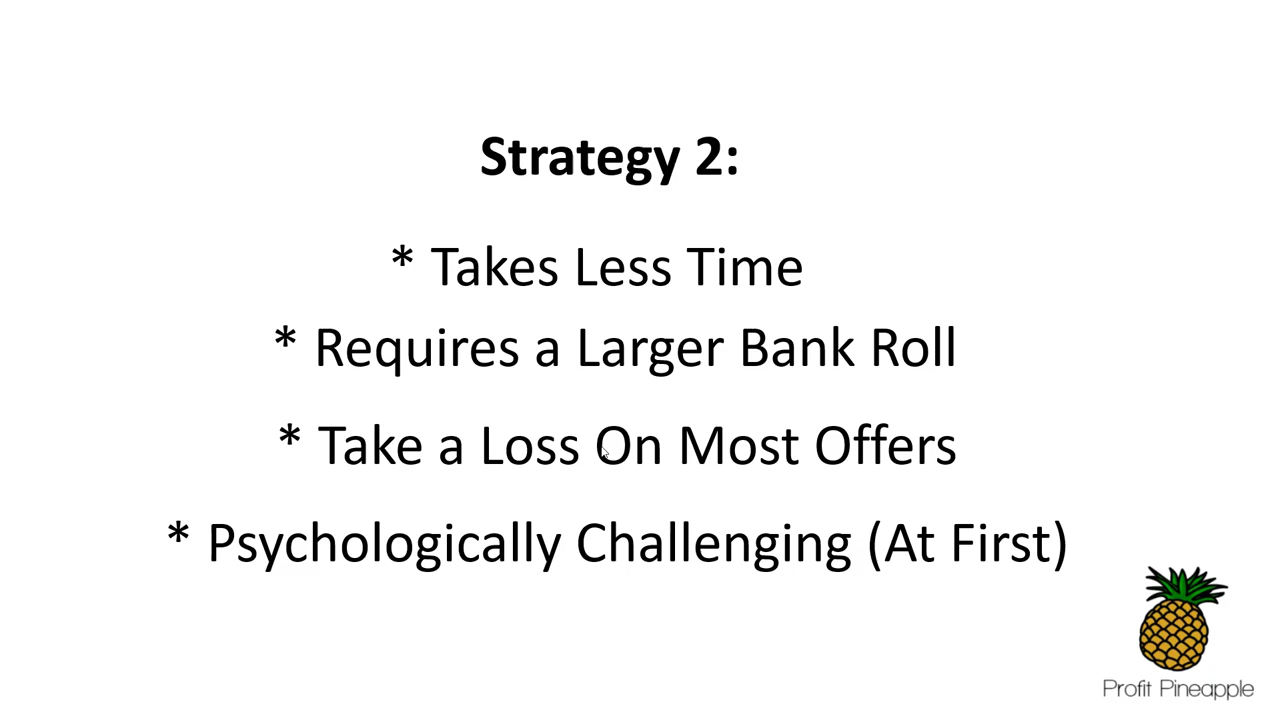 Strategy 2:
* Takes Less Time
* Requires a Larger Bank Roll
* Take a Loss On Most Offers
* Psychologically Challenging (At First)
Profit Pineapple